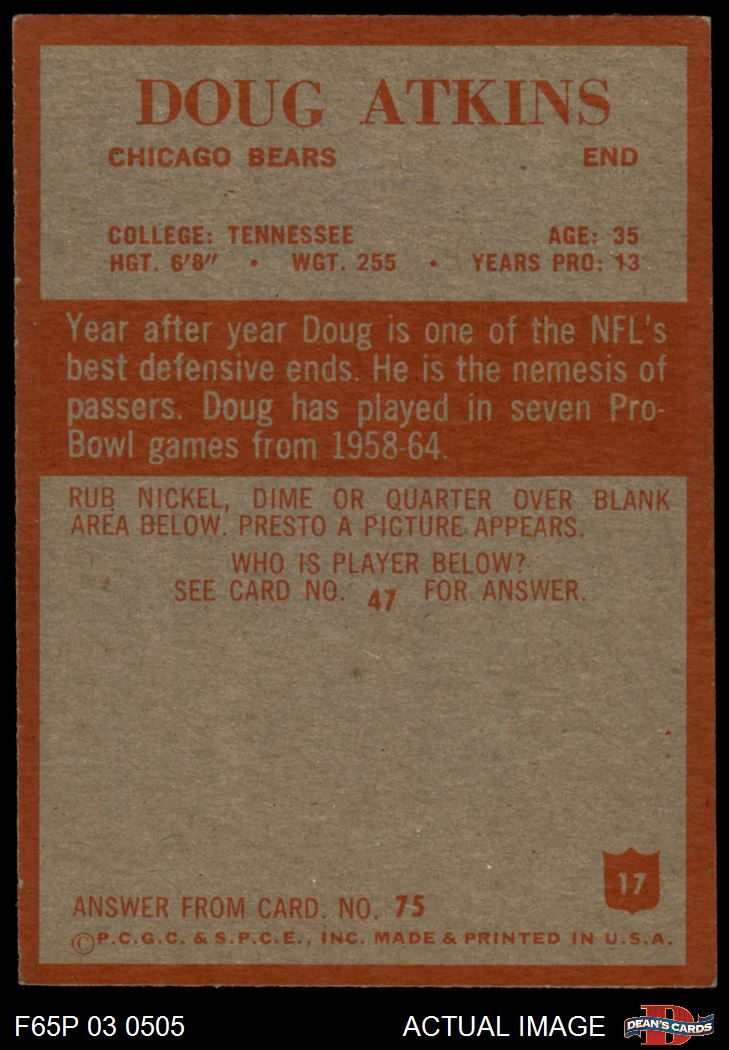 DOUG ATKINS
CHICAGO BEARS END
COLLEGE: TENNESSEE AGE: 35
HGT. 6'8" • WGT. 255 • YEARS PRO: 13
Year after year Doug is one of the NFL's
best defensive ends. He is the nemesis of
passers. Doug has played in seven Pro-
Bowl games from 1958-64.
RUB NICKEL, DIME OR QUARTER OVER BLANK
AREA BELOW. PRESTO A PICTURE APPEARS.
WHO IS PLAYER BELOW?
SEE CARD NO. 47 FOR ANSWER.
17
ANSWER FROM CARD. NO. 75
©P.C.G.C. & S.P.C.E., INC. MADE & PRINTED IN U.S.A.
F65P 03 0505 ACTUAL IMAGE DEAN'S CARDS